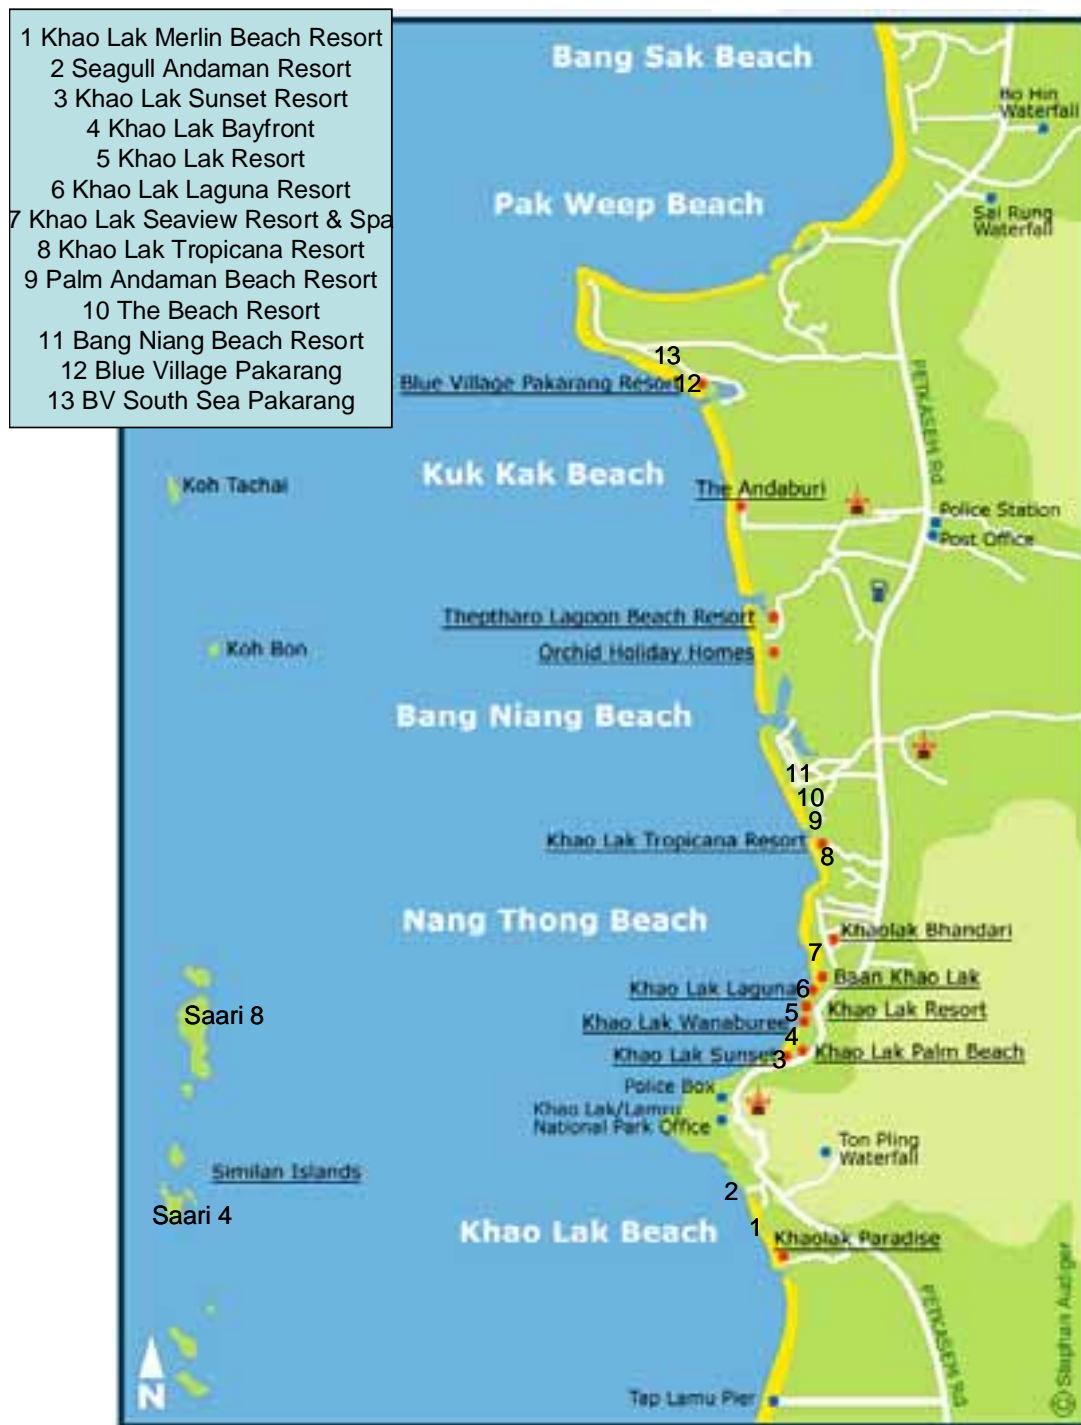 1 Khao Lak Merlin Beach Resort
2 Seagull Andaman Resort
3 Khao Lak Sunset Resort
4 Khao Lak Bayfront
5 Khao Lak Resort
6 Khao Lak Laguna Resort
7 Khao Lak Seaview Resort & Spa
8 Khao Lak Tropicana Resort
9 Palm Andaman Beach Resort
10 The Beach Resort
11 Bang Niang Beach Resort
12 Blue Village Pakarang
13 BV South Sea Pakarang
Bang Sak Beach
Ho Hin
Waterfall
Pak Weep Beach
Sai Rung
Waterfall
13
Blue Village Pakarang Resort
12
PETKASEH RD
Kuk Kak Beach
Koh Tachai
The Andaburi
Police Station
Post Office
Theptharo Lagoon Beach Resort
Koh Bon
Orchid Holiday Homes
Bang Niang Beach
11
10
9
Khao Lak Tropicana Resort
8
Nang Thong Beach
Khaolak Bhandari
7
Baan Khao Lak
Khao Lak Laguna
6
Khao Lak Resort
5
Saari 8
Khao Lak Wanaburee
4
Khao Lak Sunset
3
Khao Lak Palm Beach
Police Box
Khao Lak/Lamru
National Park Office
Ton Pling
Waterfall
Similan Islands
2
Saari 4
Khao Lak Beach
1
Khaolak Paradise
PETKASEH RD
N
Tap Lamu Pier
© Stephan Audiger